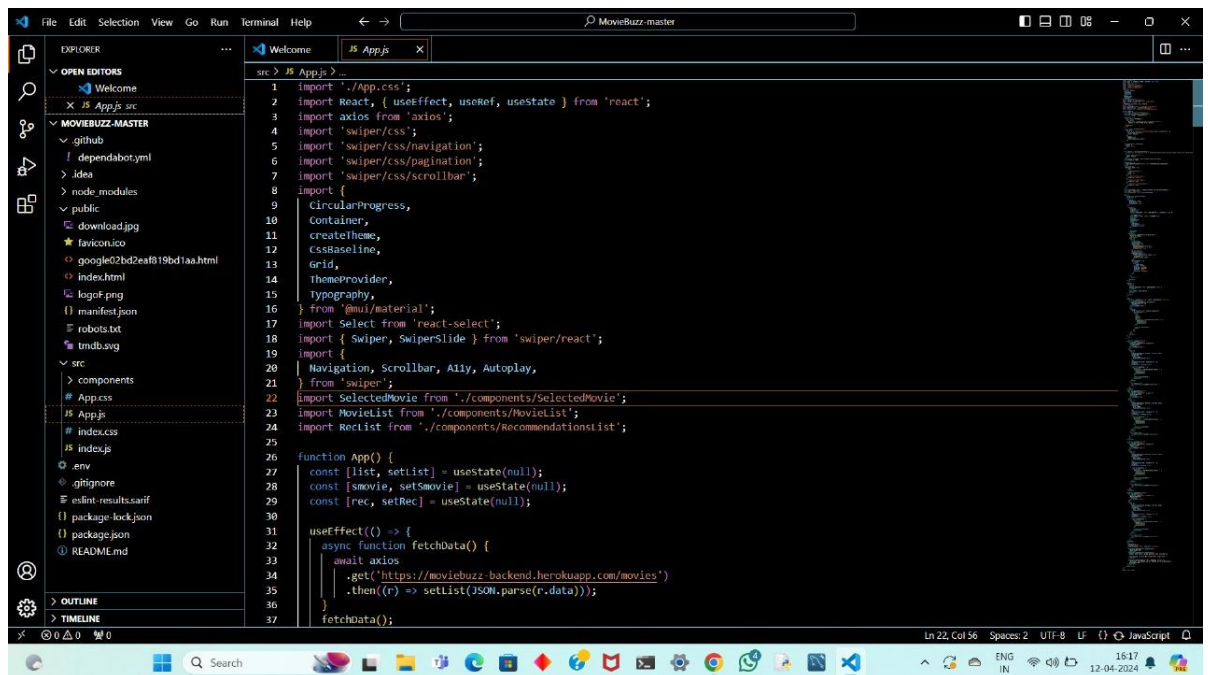 File Edit Selection View Go Run Terminal Help
MovieBuzz-master
EXPLORER
OPEN EDITORS
Welcome
JS App.js src
MOVIEBUZZ-MASTER
.github
! dependabot.yml
.idea
node_modules
public
download.jpg
favicon.ico
google02bd2eaf819bd1aa.html
index.html
logoF.png
{} manifest.json
robots.txt
tmdb.svg
src
components
# App.css
JS App.js
# index.css
JS index.js
.env
.gitignore
eslint-results.sarif
{} package-lock.json
{} package.json
README.md
OUTLINE
TIMELINE
Welcome JS App.js
src > JS App.js > ...
1 import './App.css';
2 import React, { useEffect, useRef, useState } from 'react';
3 import axios from 'axios';
4 import 'swiper/css';
5 import 'swiper/css/navigation';
6 import 'swiper/css/pagination';
7 import 'swiper/css/scrollbar';
8 import {
9 CircularProgress,
10 Container,
11 createTheme,
12 CssBaseline,
13 Grid,
14 ThemeProvider,
15 Typography,
16 } from '@mui/material';
17 import Select from 'react-select';
18 import { Swiper, SwiperSlide } from 'swiper/react';
19 import {
20 Navigation, Scrollbar, A11y, Autoplay,
21 } from 'swiper';
22 import SelectedMovie from './components/SelectedMovie';
23 import MovieList from './components/MovieList';
24 import RecList from './components/RecommendationsList';
25
26 function App() {
27 const [list, setList] = useState(null);
28 const [smovie, setSmovie] = useState(null);
29 const [rec, setRec] = useState(null);
30
31 useEffect(() => {
32 async function fetchData() {
33 await axios
34 .get('https://moviebuzz-backend.herokuapp.com/movies')
35 .then((r) => setList(JSON.parse(r.data)));
36 }
37 fetchData();
0 0 0
Ln 22, Col 56 Spaces: 2 UTF-8 LF {} JavaScript
Search
ENG
IN
16:17
12-04-2024